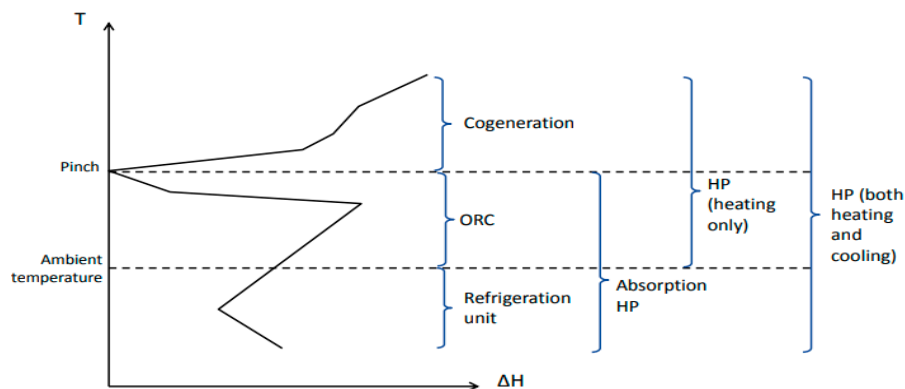 T
Cogeneration
Pinch
HP
(heating
only)
HP (both
heating
and
cooling)
ORC
Ambient
temperature
Absorption
HP
Refrigeration
unit
ΔH